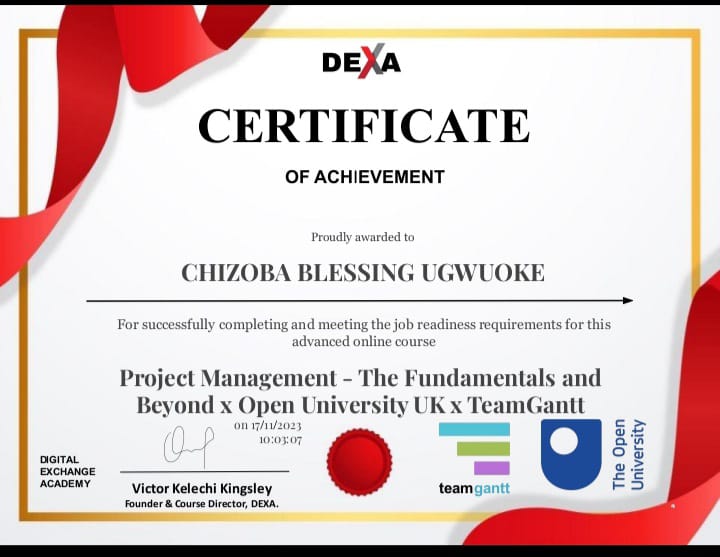 DEXA
CERTIFICATE
OF ACHIEVEMENT
Proudly awarded to
CHIZOBA BLESSING UGWUOKE
For successfully completing and meeting the job readiness requirements for this
advanced online course
Project Management - The Fundamentals and
Beyond x Open University UK x TeamGantt
on 17/11/2023
10:03:07
DIGITAL
EXCHANGE
ACADEMY
Victor Kelechi Kingsley
Founder & Course Director, DEXA.
teamgantt
The Open
University